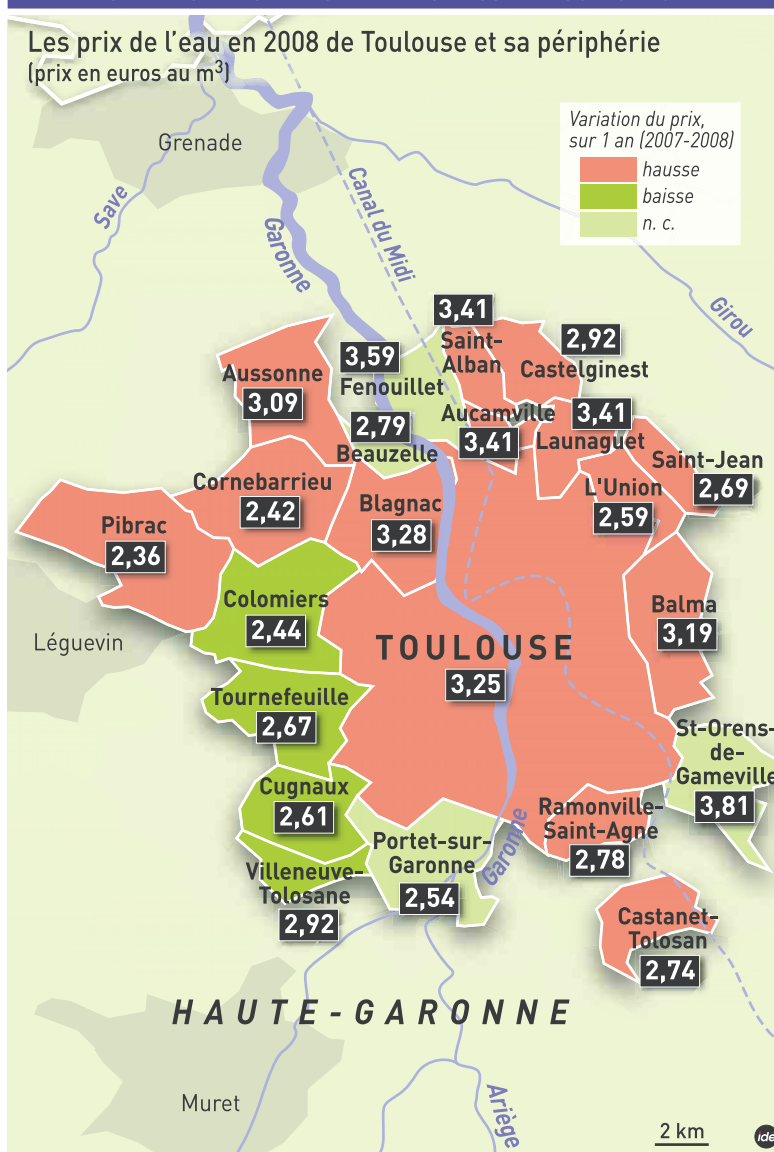 Les prix de l'eau en 2008 de Toulouse et sa périphérie
(prix en euros au m³)
Variation du prix,
sur 1 an (2007-2008)
hausse
baisse
n. c.
Grenade
Save
Garonne
Canal du Midi
Girou
3,41
Saint-
Alban
2,92
Castelginest
3,59
Fenouillet
Aussonne
3,09
2,79
Beauzelle
Aucamville
3,41
3,41
Launaguet
Saint-Jean
2,69
L'Union
2,59
Cornebarrieu
2,42
Blagnac
3,28
Pibrac
2,36
Colomiers
2,44
Balma
3,19
Léguevin
TOULOUSE
3,25
Tournefeuille
2,67
St-Orens-
de-
Gameville
3,81
Cugnaux
2,61
Ramonville-
Saint-Agne
2,78
Portet-sur-
Garonne
2,54
Garonne
Villeneuve-
Tolosane
2,92
Castanet-
Tolosan
2,74
HAUTE-GARONNE
Muret
Ariège
2 km
ide